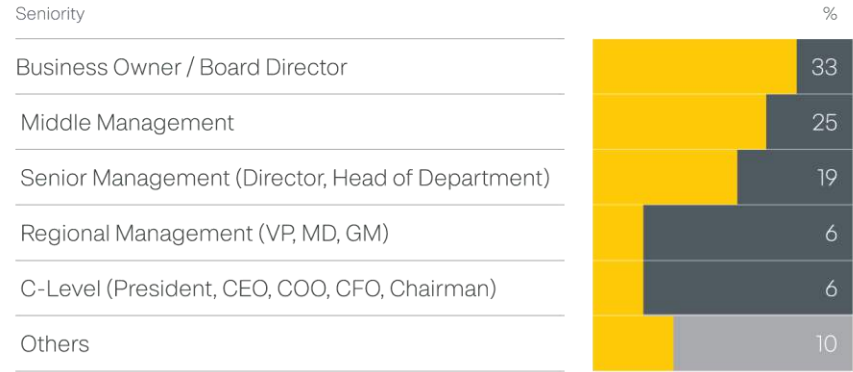 Seniority %
Business Owner / Board Director 33
Middle Management 25
Senior Management (Director, Head of Department) 19
Regional Management (VP, MD, GM) 6
C-Level (President, CEO, COO, CFO, Chairman) 6
Others 10